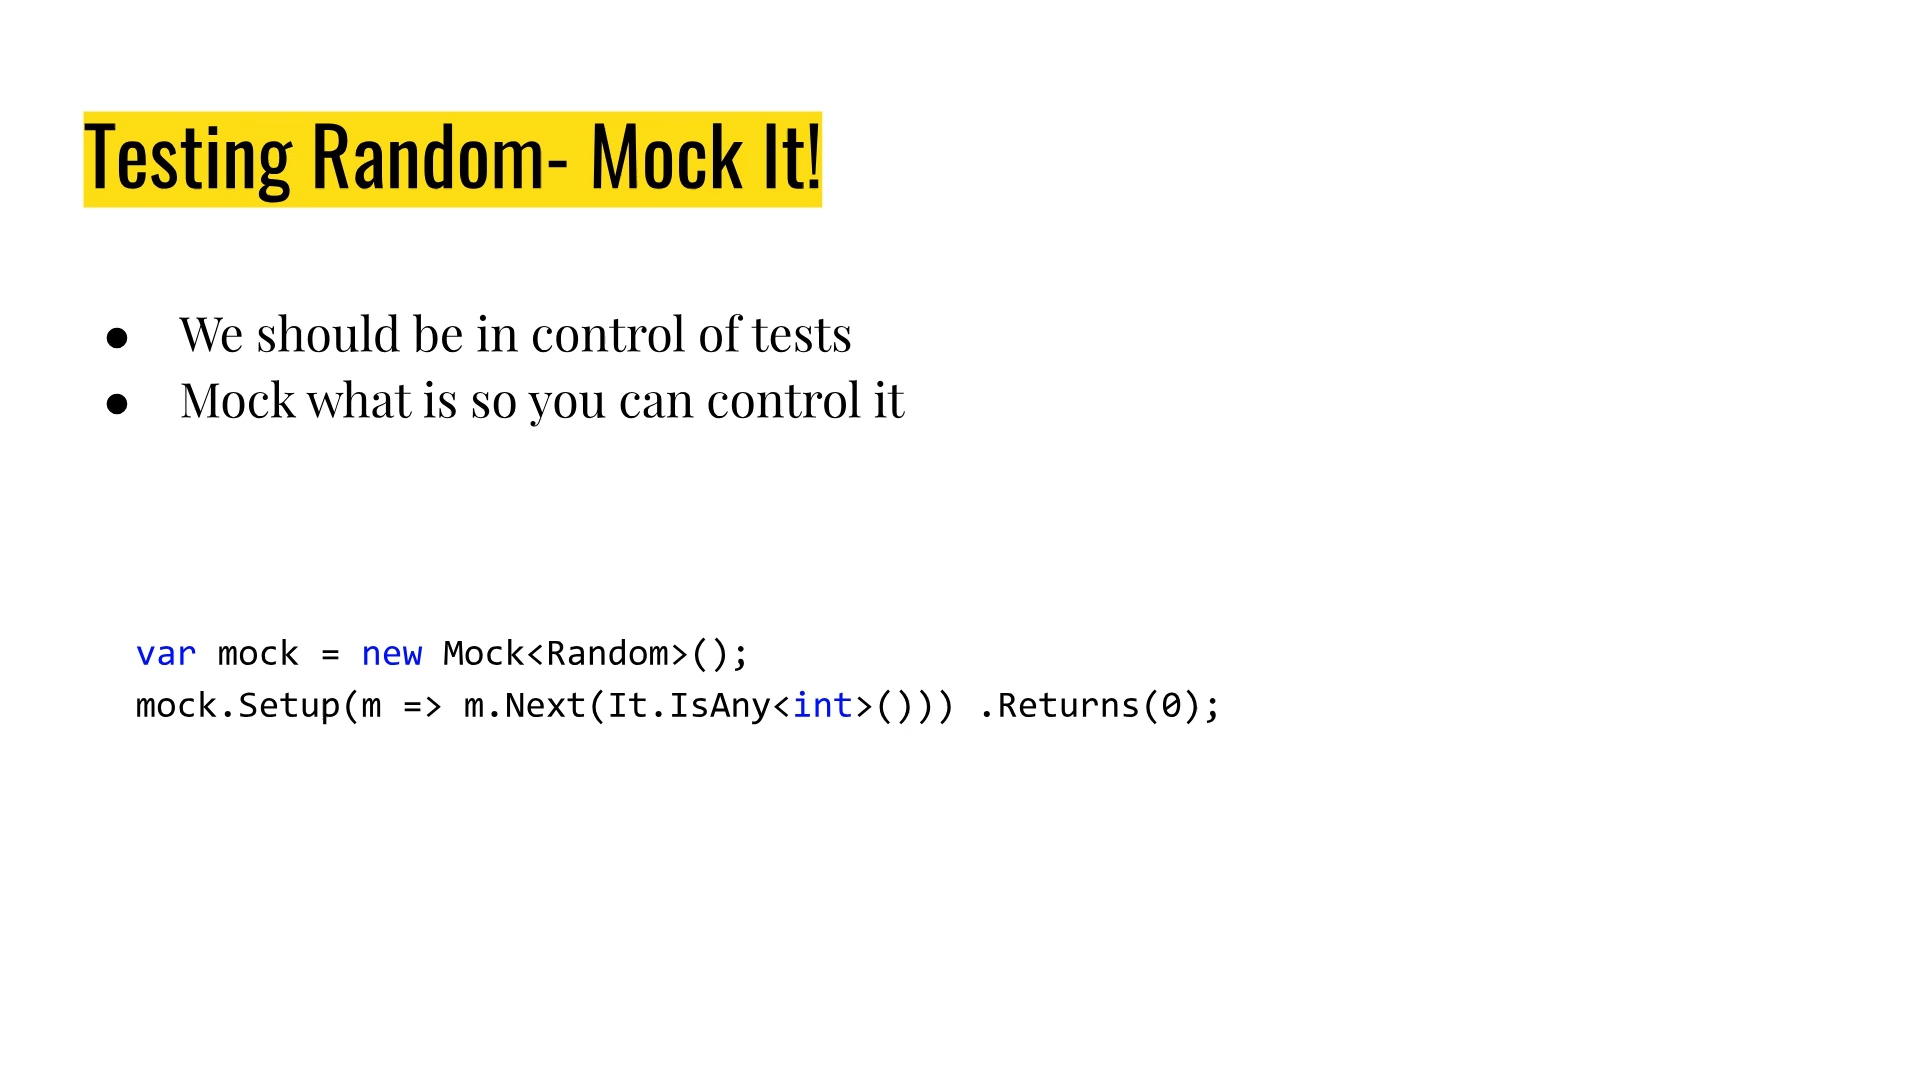 Testing Random- Mock It!
● We should be in control of tests
● Mock what is so you can control it
var mock = new Mock<Random>();
mock.Setup(m => m.Next(It.IsAny<int>())) .Returns(0);